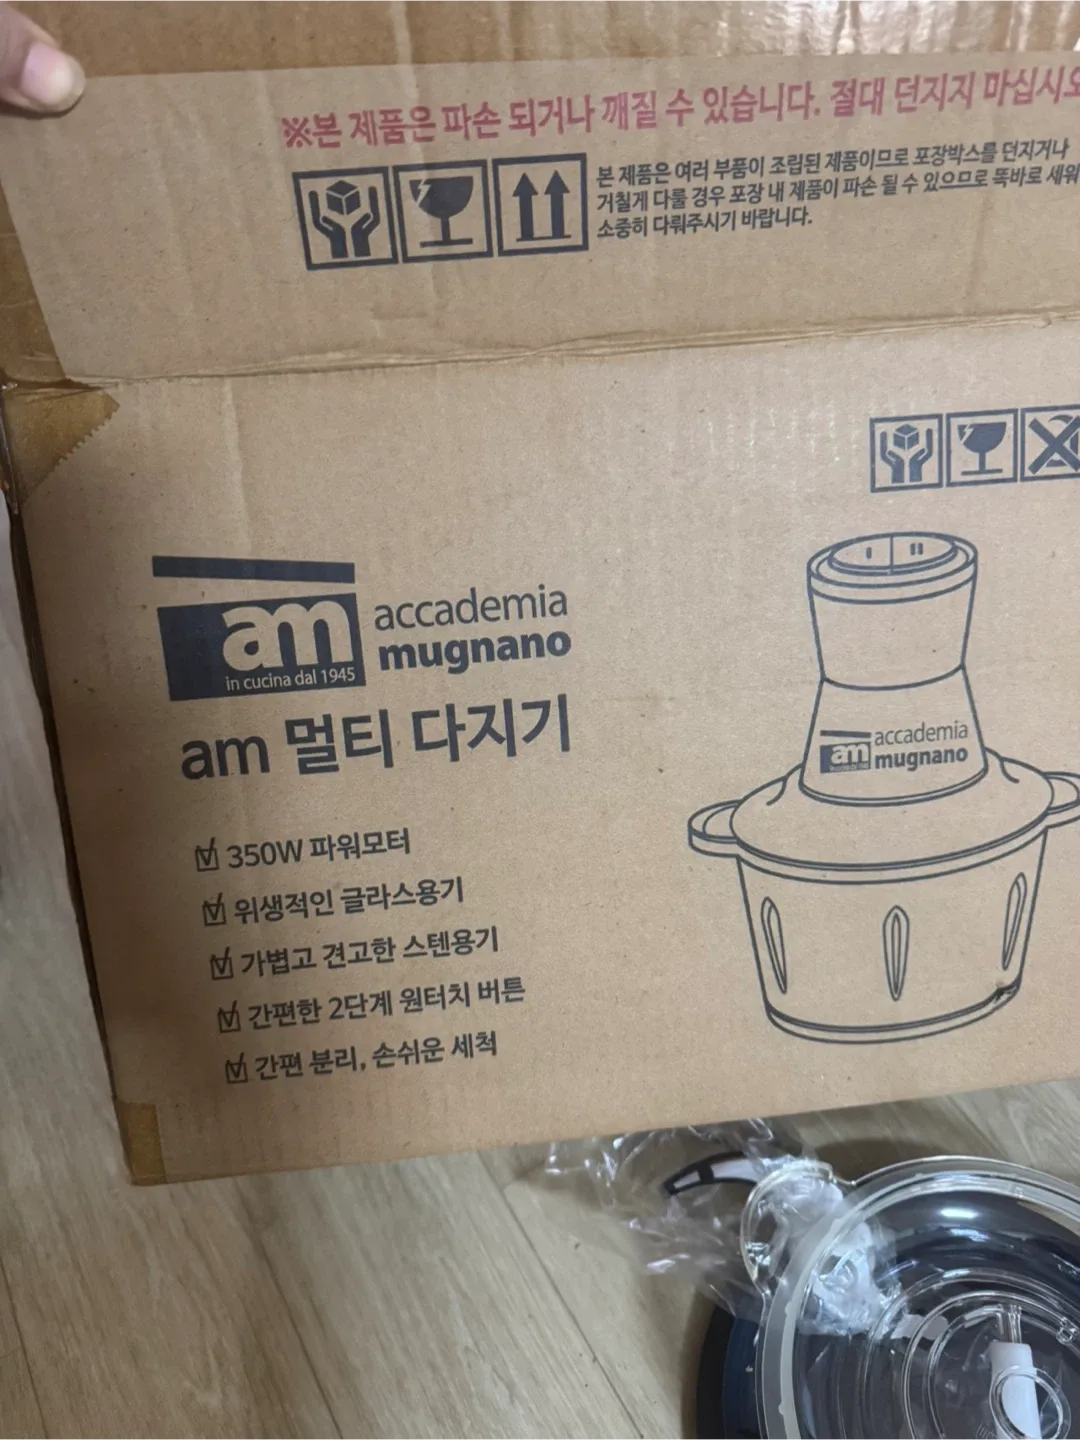 ※본 제품은 파손 되거나 깨질 수 있습니다. 절대 던지지 마십시오
본 제품은 여러 부품이 조립된 제품이므로 포장박스를 던지거나
거칠게 다룰 경우 포장 내 제품이 파손 될 수 있으므로 똑바로 세워
소중히 다뤄주시기 바랍니다.
am
in cucina dal 1945
accademia
mugnano
am 멀티 다지기
350W 파워모터
위생적인 글라스용기
가볍고 견고한 스텐용기
간편한 2단계 원터치 버튼
간편 분리, 손쉬운 세척
I II
am
accademia
mugnano